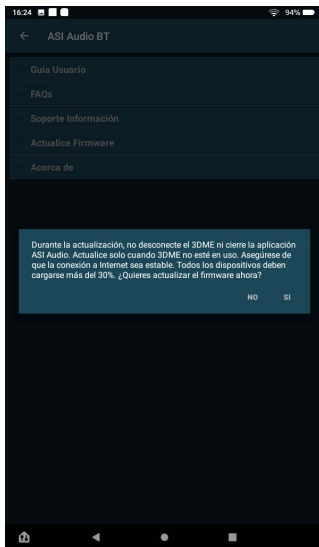 16:24
94%
ASI Audio BT
Guía Usuario
FAQs
Soporte Información
Actualice Firmware
Acerca de
Durante la actualización, no desconecte el 3DME ni cierre la aplicación
ASI Audio. Actualice solo cuando 3DME no esté en uso. Asegúrese de
que la conexión a Internet sea estable. Todos los dispositivos deben
cargarse más del 30%. ¿Quieres actualizar el firmware ahora?
NO SI